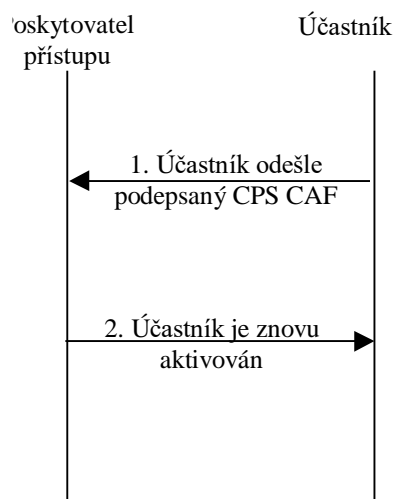 oskytovatel
přístupu
Účastník
1. Účastník odešle
podepsaný CPS CAF
2. Účastník je znovu
aktivován